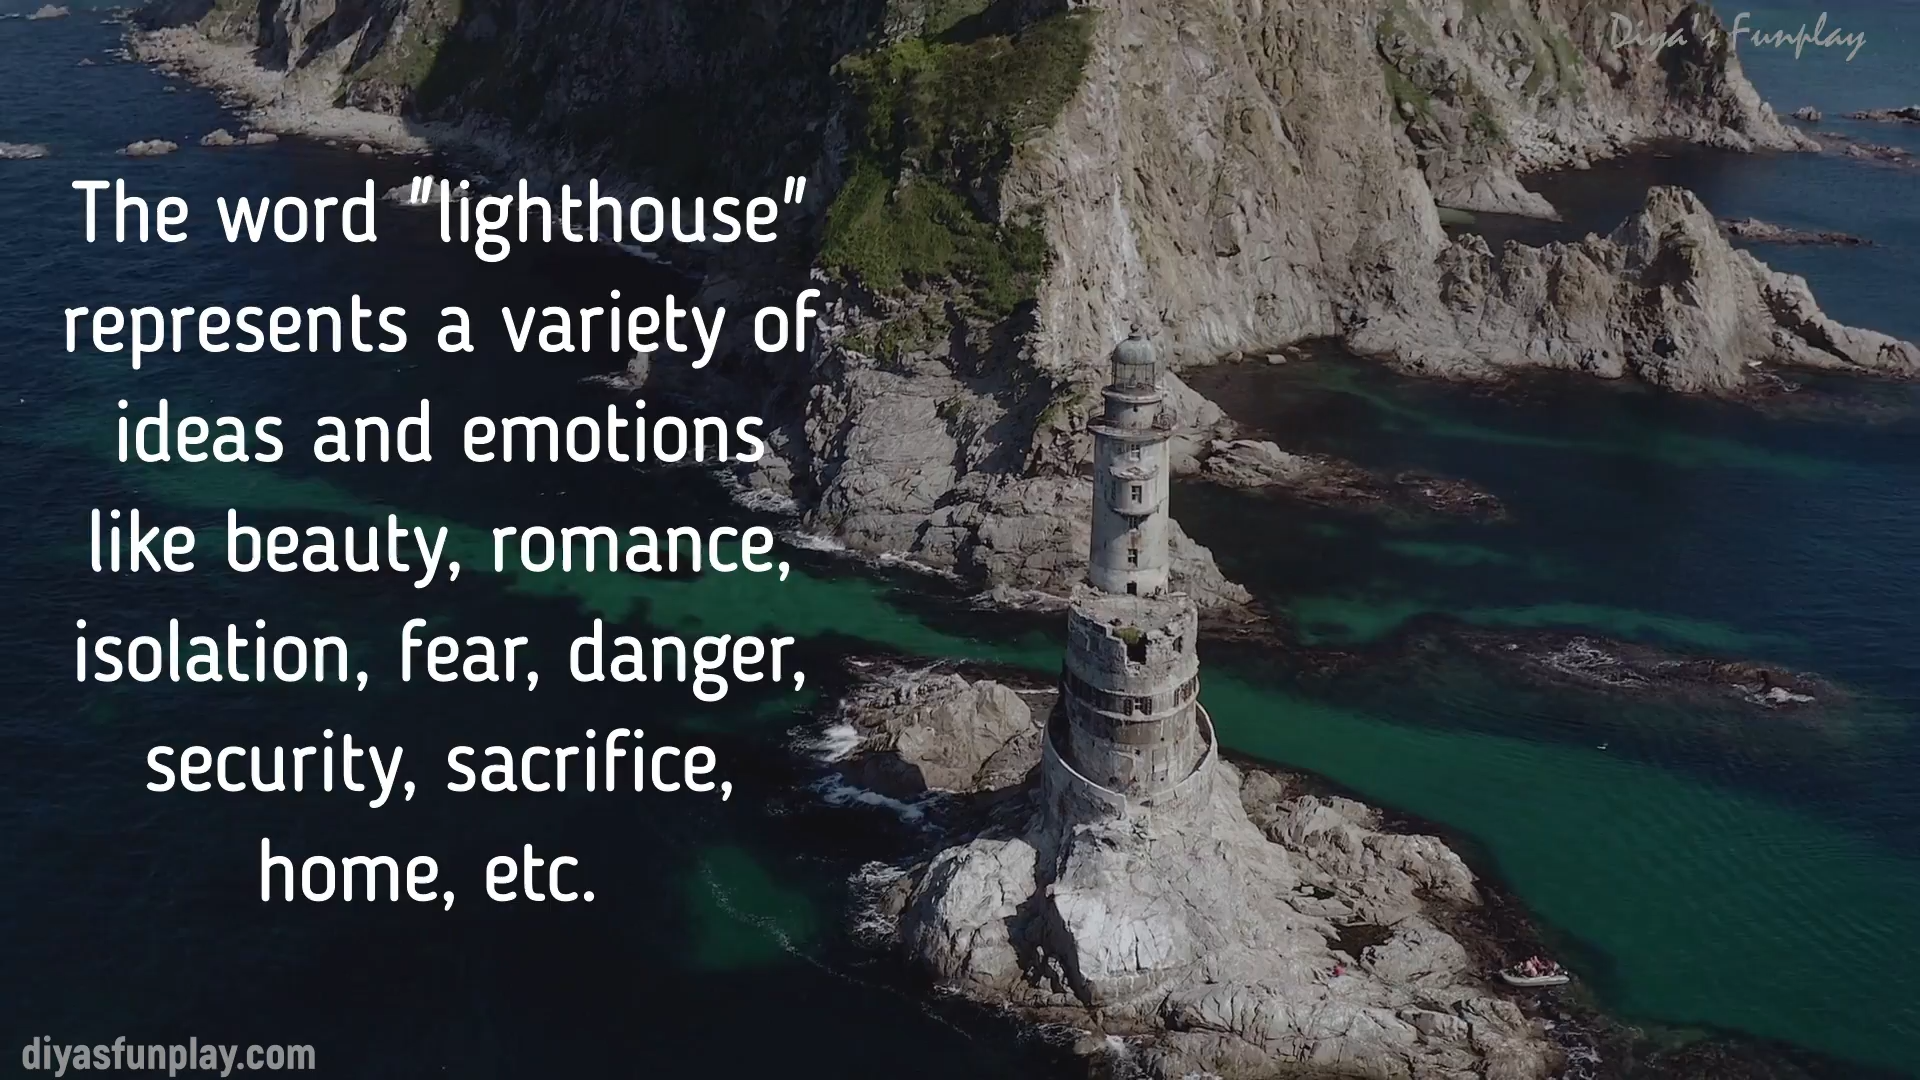 Diya's Funplay
The word "lighthouse"
represents a variety of
ideas and emotions
like beauty, romance,
isolation, fear, danger,
security, sacrifice,
home, etc.
diyasfunplay.com